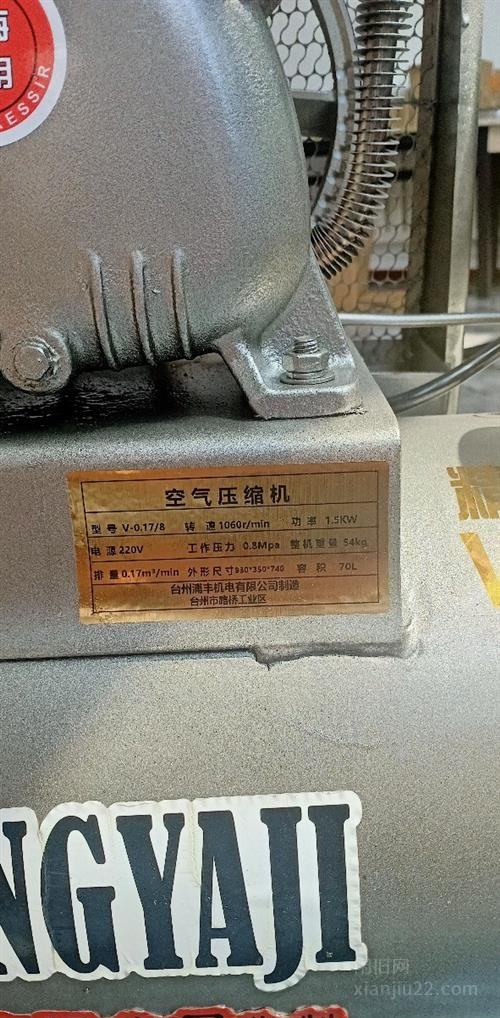 用
空气压缩机
型号 V-0.17/8 转速 1060r/min 功率 1.5KW
电源 220V 工作压力 0.8Mpa 整机重量 54kg
排量 0.17m³/min 外形尺寸 930*350*740 容积 70L
台州浦丰机电有限公司制造
台州市路桥工业区
NGYAJI
xianjiu22.com